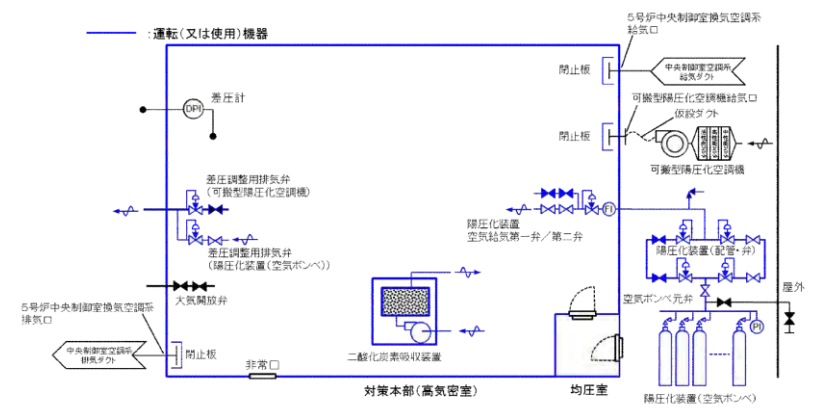 5号炉中央制御室換気空調系
給気口
:運転(又は使用)機器
閉止板
中央制御室空調系
給気ダクト
差圧計
DPI
可搬型陽圧化空調機給気口
仮設ダクト
閉止板
可搬型陽圧化空調機
差圧調整用排気弁
(可搬型陽圧化空調機)
FI
陽圧化装置
空気給気第一弁/第二弁
差圧調整用排気弁
(陽圧化装置(空気ボンベ))
陽圧化装置(配管・弁)
屋外
大気開放弁
空気ボンベ元弁
5号炉中央制御室換気空調系
排気口
PI
中央制御室空調系
排気ダクト
閉止板
二酸化炭素吸収装置
非常口
対策本部(高気密室)
均圧室
陽圧化装置(空気ボンベ)